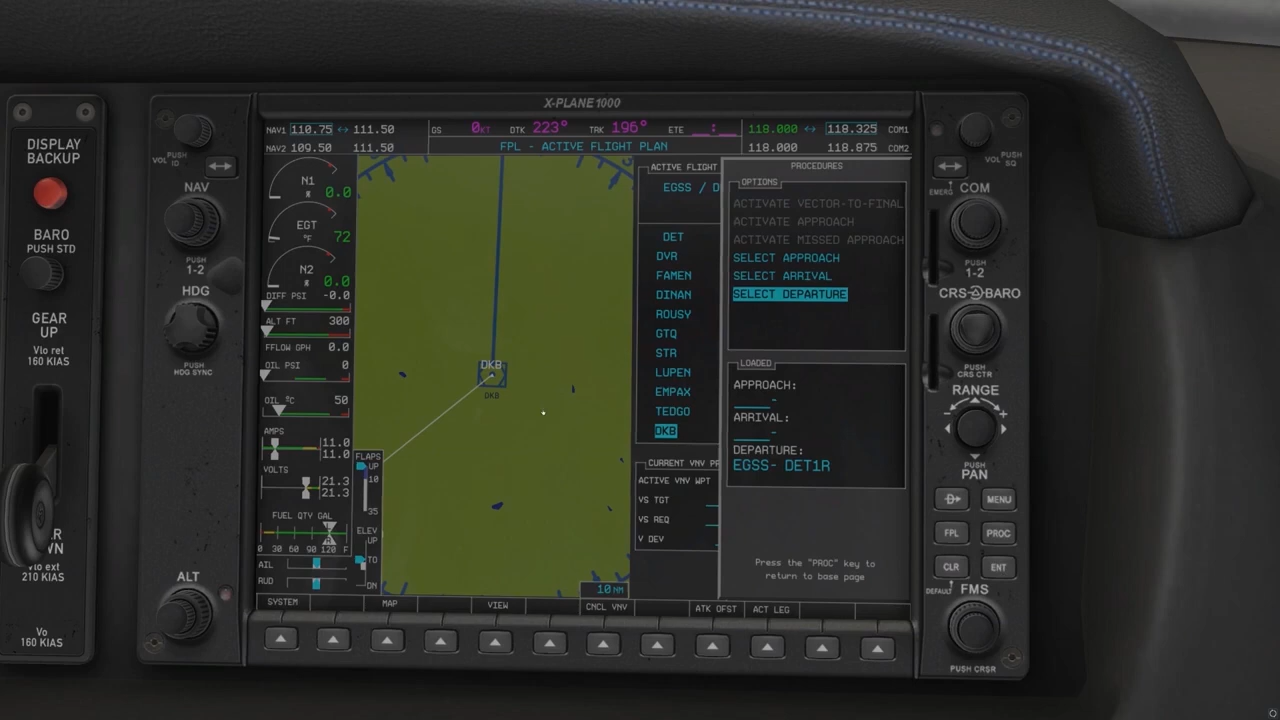 X-PLANE 1000
DISPLAY
BACKUP
BARO
PUSH STD
GEAR
UP
Vlo ret
160 KIAS
210 KIAS
Vo
160 KIAS
VOL PUSH ID
NAV
PUSH
1-2
HDG
PUSH
HDG SYNC
ALT
NAV1 110.75 ↔ 111.50
NAV2 109.50 111.50
GS 0KT DTK 223° TRK 196° ETE __:__
FPL - ACTIVE FLIGHT PLAN
118.000 ↔ 118.325 COM1
118.000 118.875 COM2
N1
% 0.0
EGT
°F 72
N2
% 0.0
DIFF PSI -0.0
ALT FT 300
FFLOW GPH 0.0
OIL PSI 0
OIL °C 50
AMPS
11.0
11.0
VOLTS
21.3
21.3
FUEL QTY GAL
L
R
0 30 60 90 120 F
AIL
RUD
FLAPS
UP
10
35
ELEV
UP
TO
DN
DKB
DKB
10NM
ACTIVE FLIGHT
EGSS / D
DET
DVR
FAMEN
DINAN
ROUSY
GTQ
STR
LUPEN
EMPAX
TEDGO
DKB
CURRENT VNV PR
ACTIVE VNV WPT
VS TGT
VS REQ
V DEV
PROCEDURES
OPTIONS
ACTIVATE VECTOR-TO-FINAL
ACTIVATE APPROACH
ACTIVATE MISSED APPROACH
SELECT APPROACH
SELECT ARRIVAL
SELECT DEPARTURE
LOADED
APPROACH:
_____-
ARRIVAL:
_____-
DEPARTURE:
EGSS- DET1R
Press the "PROC" key to
return to base page
SYSTEM MAP VIEW CNCL VNV ATK OFST ACT LEG
VOL PUSH SQ
EMERG
COM
PUSH
1-2
CRS BARO
PUSH
CRS CTR
RANGE
- +
PUSH
PAN
D MENU
FPL PROC
CLR ENT
DEFAULT
FMS
PUSH CRSR